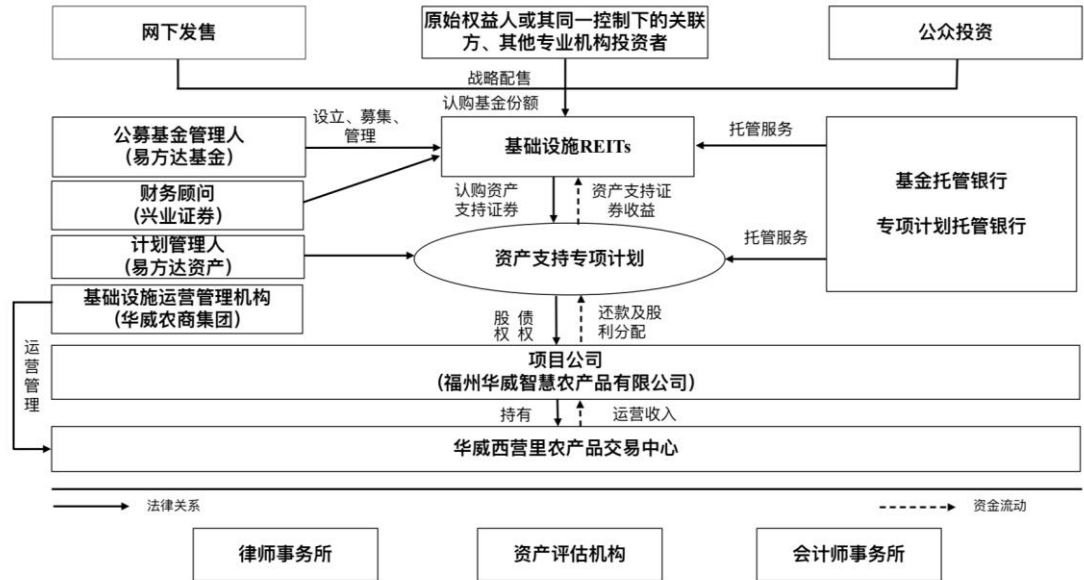 网下发售
原始权益人或其同一控制下的关联
方、其他专业机构投资者
公众投资
战略配售
认购基金份额
公募基金管理人
(易方达基金)
设立、募集、
管理
基础设施REITs
托管服务
基金托管银行
专项计划托管银行
财务顾问
(兴业证券)
认购资产
支持证券
资产支持证
券收益
计划管理人
(易方达资产)
资产支持专项计划
托管服务
基础设施运营管理机构
(华威农商集团)
股 债
权 权
还款及股
利分配
运
营
管
理
项目公司
(福州华威智慧农产品有限公司)
持有
运营收入
华威西营里农产品交易中心
法律关系
资金流动
律师事务所
资产评估机构
会计师事务所